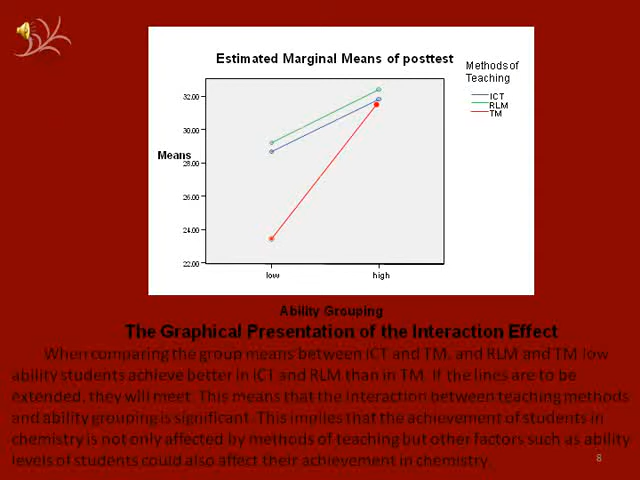 Estimated Marginal Means of posttest
Methods of
Teaching
ICT
RLM
TM
Means
32.00
30.00
28.00
26.00
24.00
22.00
low high
Ability Grouping
The Graphical Presentation of the Interaction Effect
When comparing the group means between ICT and TM, and RLM and TM low
ability students achieve better in ICT and RLM than in TM. If the lines are to be
extended, they will meet. This means that the Interaction between teaching methods
and ability grouping is significant. This implies that the achievement of students in
chemistry is not only affected by methods of teaching but other factors such as ability
levels of students could also affect their achievement in chemistry.
8